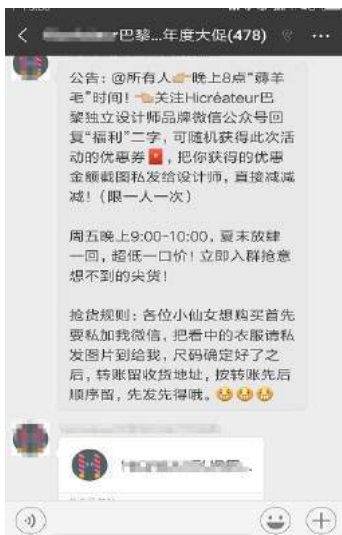 巴黎...年度大促(478)
公告：@所有人👉晚上8点“薅羊
毛”时间！👈关注Hicréateur巴
黎独立设计师品牌微信公众号回
复“福利”二字，可随机获得此次活
动的优惠券🧧，把你获得的优惠
金额截图私发给设计师，直接减减
减！（限一人一次）
周五晚上9:00-10:00，夏末放肆
一回，超低一口价！立即入群抢意
想不到的尖货！
抢货规则：各位小仙女想购买首先
要私加我微信，把看中的衣服请私
发图片到给我，尺码确定好了之
后，转账留收货地址，按转账先后
顺序留，先发先得哦。😄😄😄